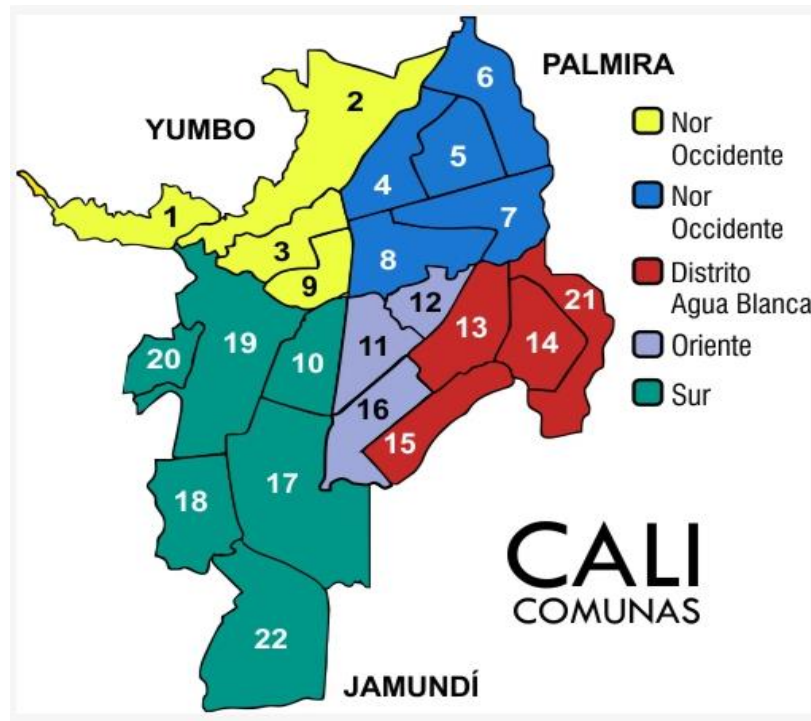 PALMIRA
YUMBO
6
2
5
4
1
7
3
8
9
12
21
13
19
14
20
10
11
16
15
18
17
22
JAMUNDÍ
Nor
Occidente
Nor
Occidente
Distrito
Agua Blanca
Oriente
Sur
CALI
COMUNAS